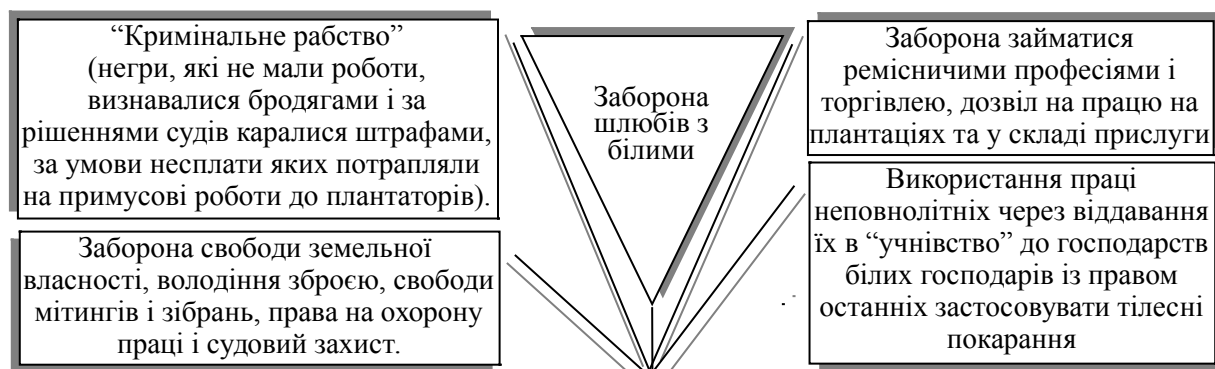 “Кримінальне рабство”
(негри, які не мали роботи,
визнавалися бродягами і за
рішеннями судів каралися штрафами,
за умови несплати яких потрапляли
на примусові роботи до плантаторів).
Заборона свободи земельної
власності, володіння зброєю, свободи
мітингів і зібрань, права на охорону
праці і судовий захист.
Заборона
шлюбів з
білими
Заборона займатися
ремісничими професіями і
торгівлею, дозвіл на працю на
плантаціях та у складі прислуги
Використання праці
неповнолітніх через віддавання
їх в “учнівство” до господарств
білих господарів із правом
останніх застосовувати тілесні
покарання